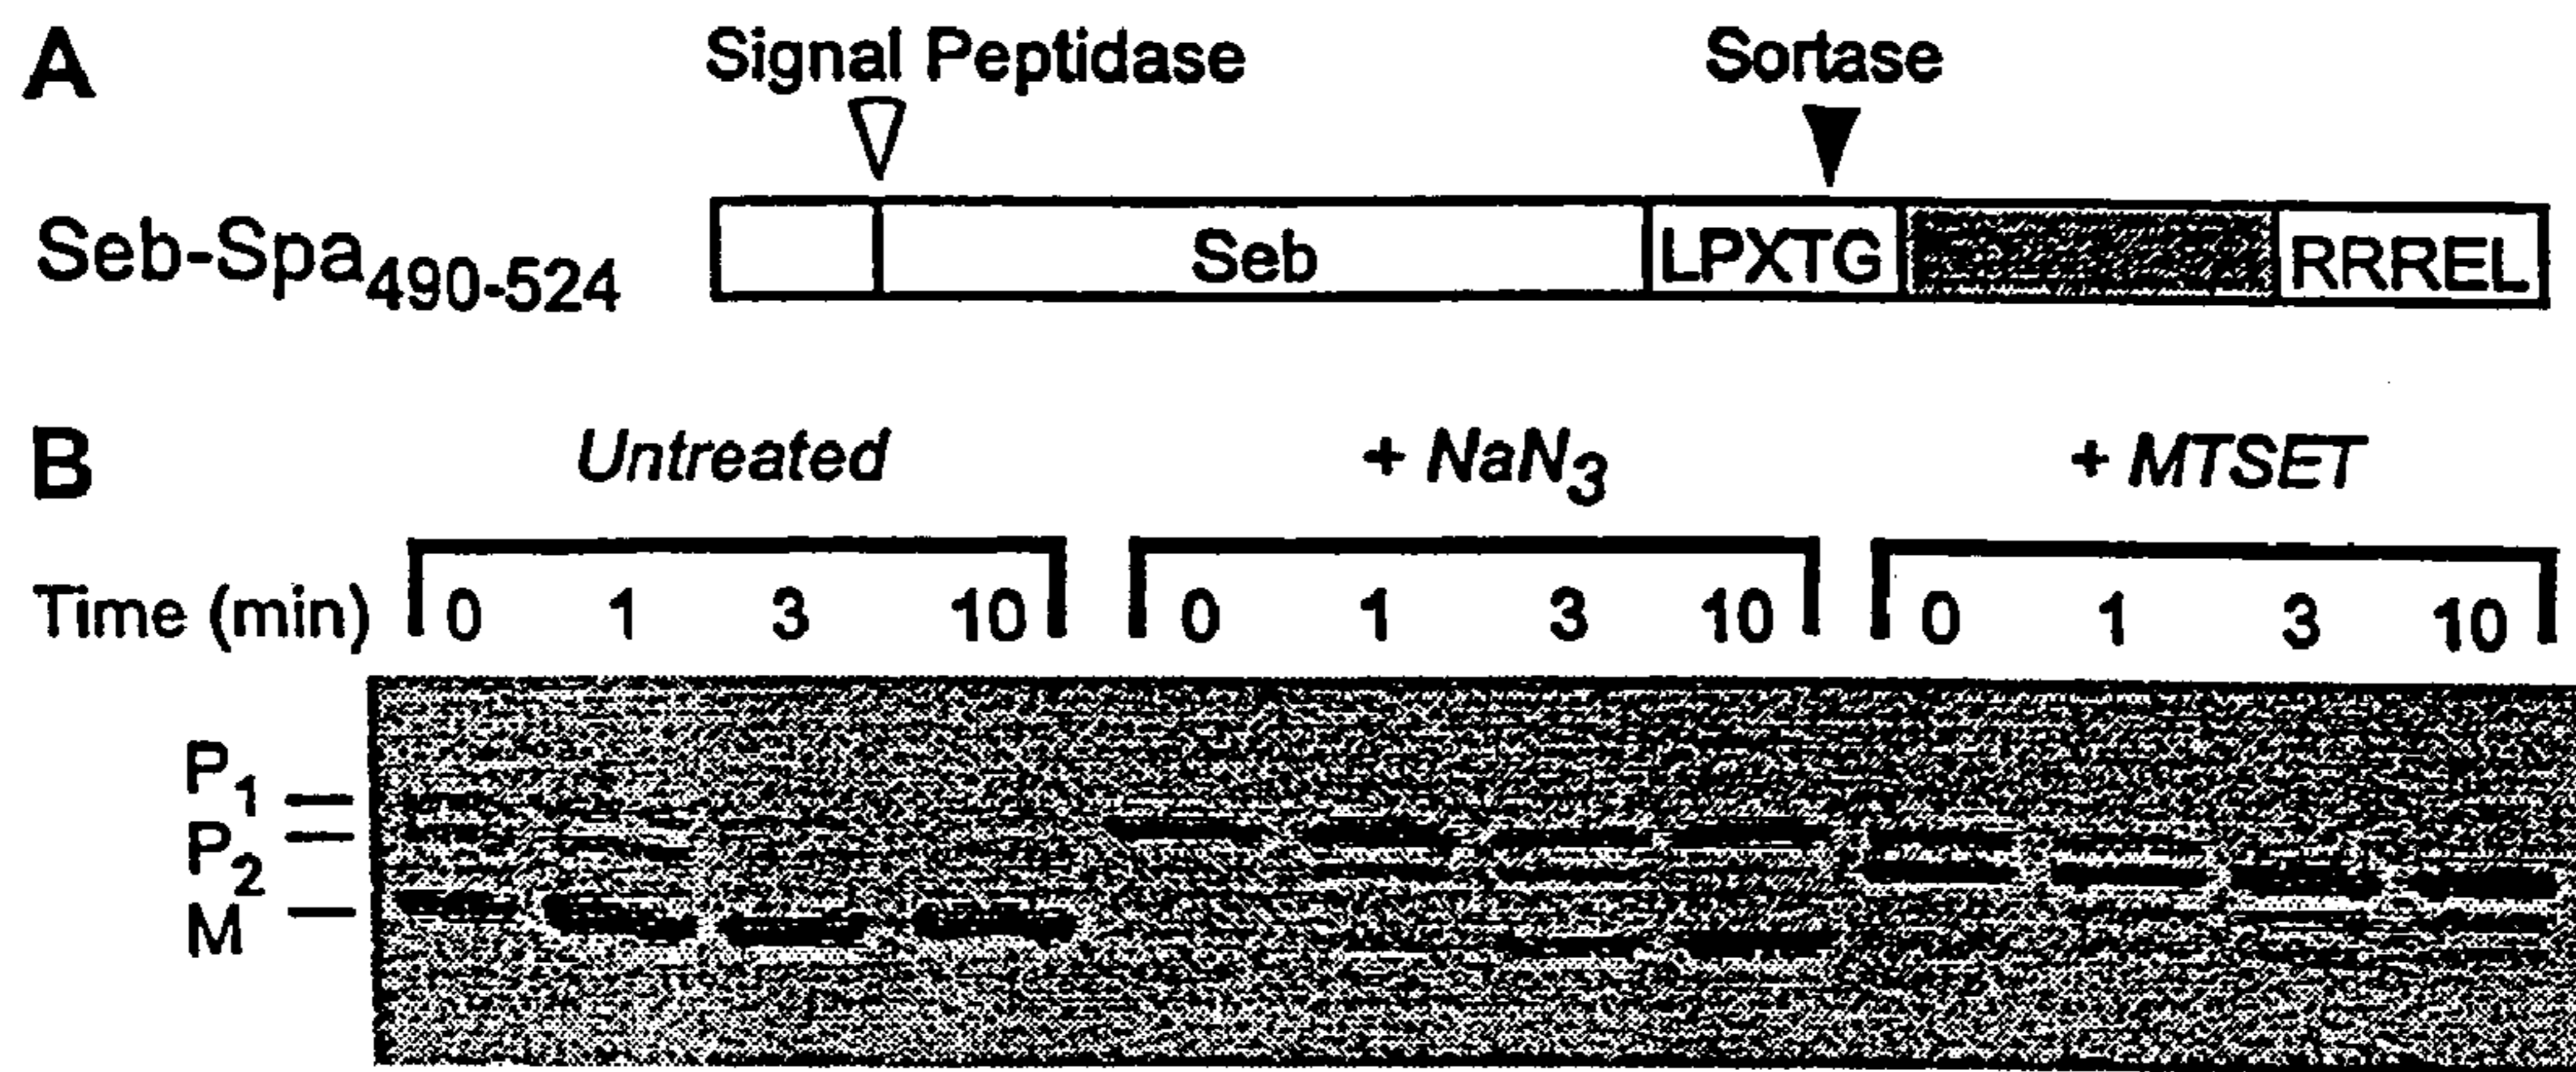 A
Signal Peptidase Sortase
Seb-Spa490-524 Seb LPXTG RRREL
B
Untreated + NaN3 + MTSET
Time (min) 0 1 3 10 0 1 3 10 0 1 3 10
P1
P2
M